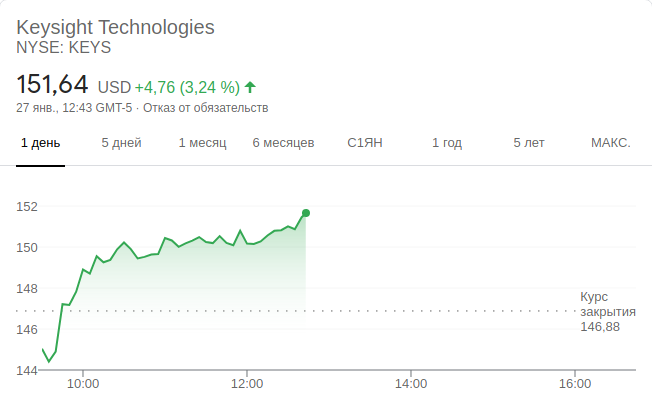 Keysight Technologies
NYSE: KEYS
151,64 USD +4,76 (3,24 %)
27 янв., 12:43 GMT-5 · Отказ от обязательств
1 день 5 дней 1 месяц 6 месяцев С1ЯН 1 год 5 лет МАКС.
152
150
148
Курс
закрытия
146,88
146
144
10:00 12:00 14:00 16:00